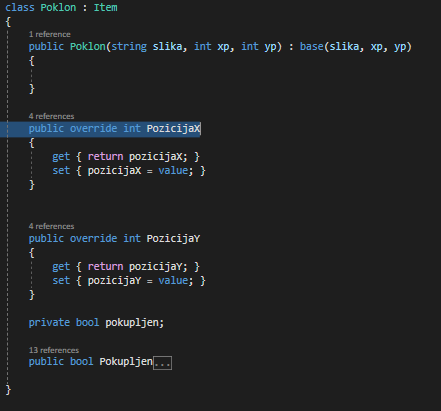 class Poklon : Item
{
1 reference
public Poklon(string slika, int xp, int yp) : base(slika, xp, yp)
{
}
4 references
public override int PozicijaX
{
get { return pozicijaX; }
set { pozicijaX = value; }
}
4 references
public override int PozicijaY
{
get { return pozicijaY; }
set { pozicijaY = value; }
}
private bool pokupljen;
13 references
public bool Pokupljen...
}